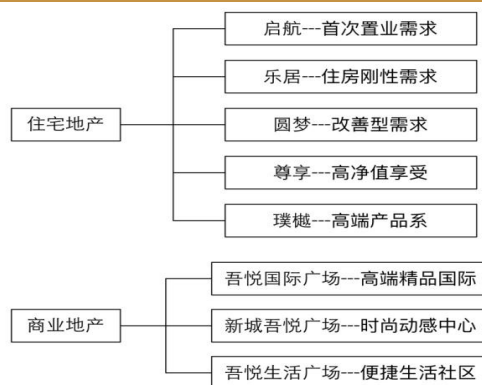 启航---首次置业需求
乐居---住房刚性需求
住宅地产
圆梦---改善型需求
尊享---高净值享受
璞樾---高端产品系
吾悦国际广场---高端精品国际
商业地产
新城吾悦广场---时尚动感中心
吾悦生活广场---便捷生活社区